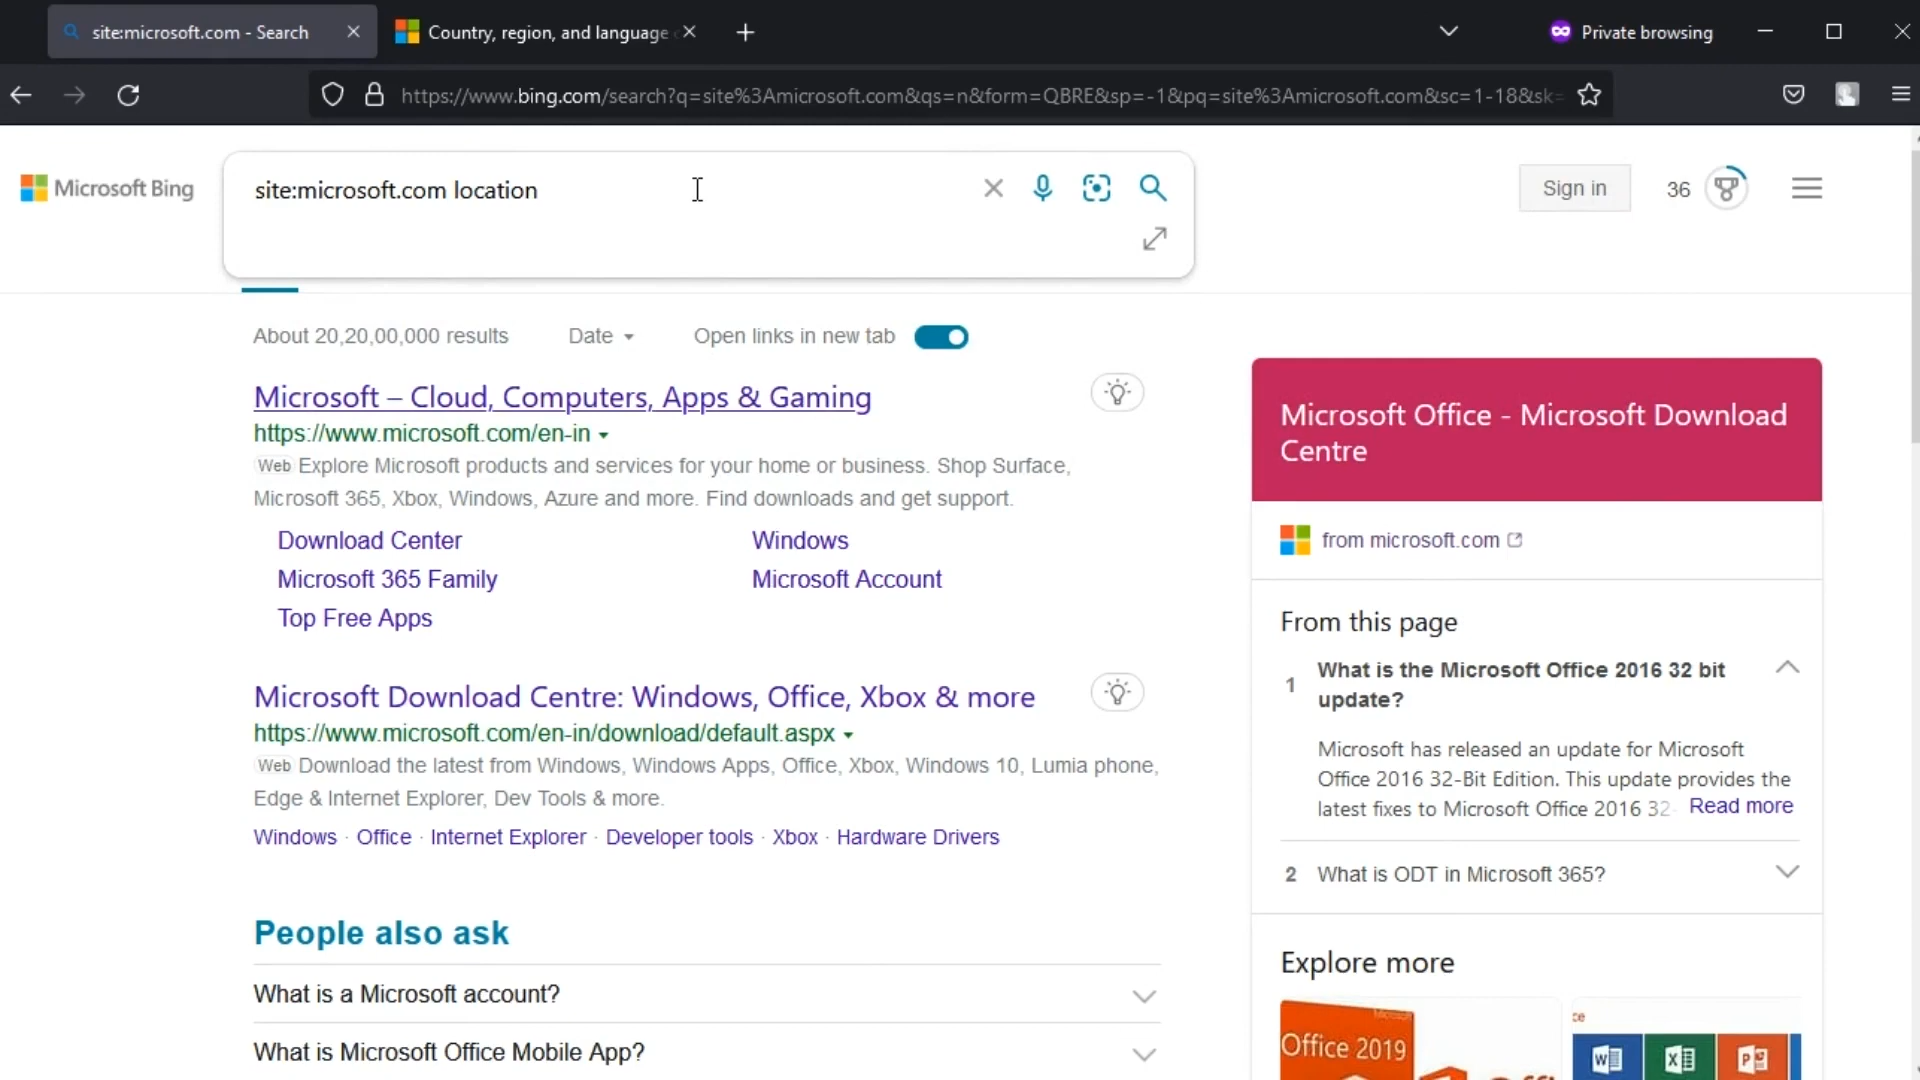 site:microsoft.com - Search
Country, region, and language
Private browsing
https://www.bing.com/search?q=site%3Amicrosoft.com&qs=n&form=QBRE&sp=-1&pq=site%3Amicrosoft.com&sc=1-18&sk=
Microsoft Bing
site:microsoft.com location
Sign in
36
About 20,20,00,000 results
Date
Open links in new tab
Microsoft – Cloud, Computers, Apps & Gaming
https://www.microsoft.com/en-in
Web Explore Microsoft products and services for your home or business. Shop Surface,
Microsoft 365, Xbox, Windows, Azure and more. Find downloads and get support.
Download Center
Windows
Microsoft 365 Family
Microsoft Account
Top Free Apps
Microsoft Download Centre: Windows, Office, Xbox & more
https://www.microsoft.com/en-in/download/default.aspx
Web Download the latest from Windows, Windows Apps, Office, Xbox, Windows 10, Lumia phone,
Edge & Internet Explorer, Dev Tools & more.
Windows · Office · Internet Explorer · Developer tools · Xbox · Hardware Drivers
People also ask
What is a Microsoft account?
What is Microsoft Office Mobile App?
Microsoft Office - Microsoft Download
Centre
from microsoft.com
From this page
1 What is the Microsoft Office 2016 32 bit
update?
Microsoft has released an update for Microsoft
Office 2016 32-Bit Edition. This update provides the
latest fixes to Microsoft Office 2016 32- Read more
2 What is ODT in Microsoft 365?
Explore more
Microsoft
Office 2019
ce
W
X
P